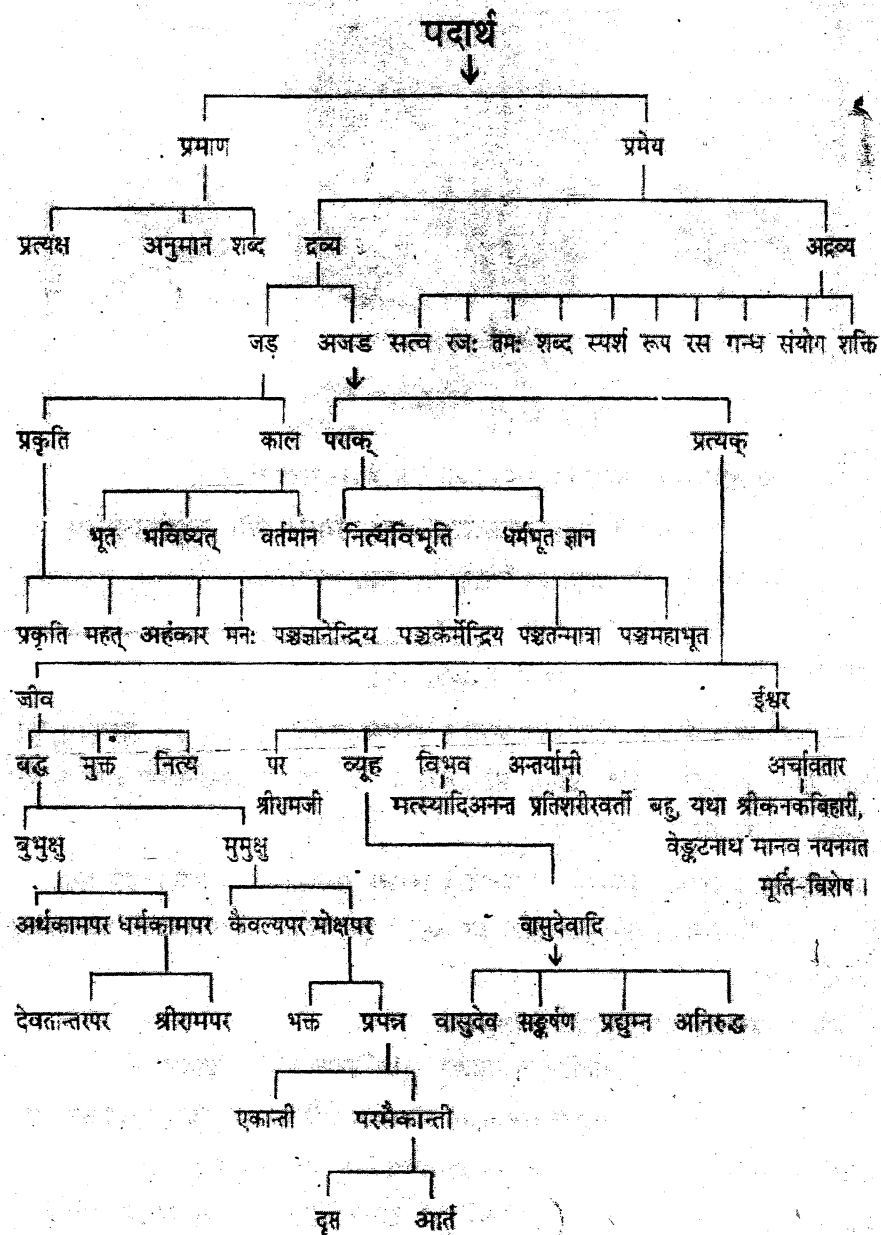 पदार्थ
प्रमाण प्रमेय
प्रत्यक्ष अनुमान शब्द द्रव्य अद्रव्य
जड़ अजड सत्व रजः तमः शब्द स्पर्श रूप रस गन्ध संयोग शक्ति
प्रकृति काल पराक् प्रत्यक्
भूत भविष्यत् वर्तमान नित्यविभूति धर्मभूत ज्ञान
प्रकृति महत् अहंकार मनः पञ्चज्ञानेन्द्रिय पञ्चकर्मेन्द्रिय पञ्चतन्मात्रा पञ्चमहाभूत
जीव ईश्वर
बद्ध मुक्त नित्य पर व्यूह विभव अन्तर्यामी अर्चावतार
श्रीरामजी मत्स्यादिअनन्त प्रतिशरीरवर्ती बहु, यथा श्रीकनकबिहारी,
बुभुक्षु मुमुक्षु वेङ्कटनाथ मानव नयनगत
मूर्ति-विशेष ।
अर्थकामपर धर्मकामपर कैवल्यपर मोक्षपर वासुदेवादि
देवतान्तरपर श्रीरामपर भक्त प्रपन्न वासुदेव सङ्कर्षण प्रद्युम्न अनिरुद्ध
एकान्ती परमैकान्ती
दृप्त आर्त